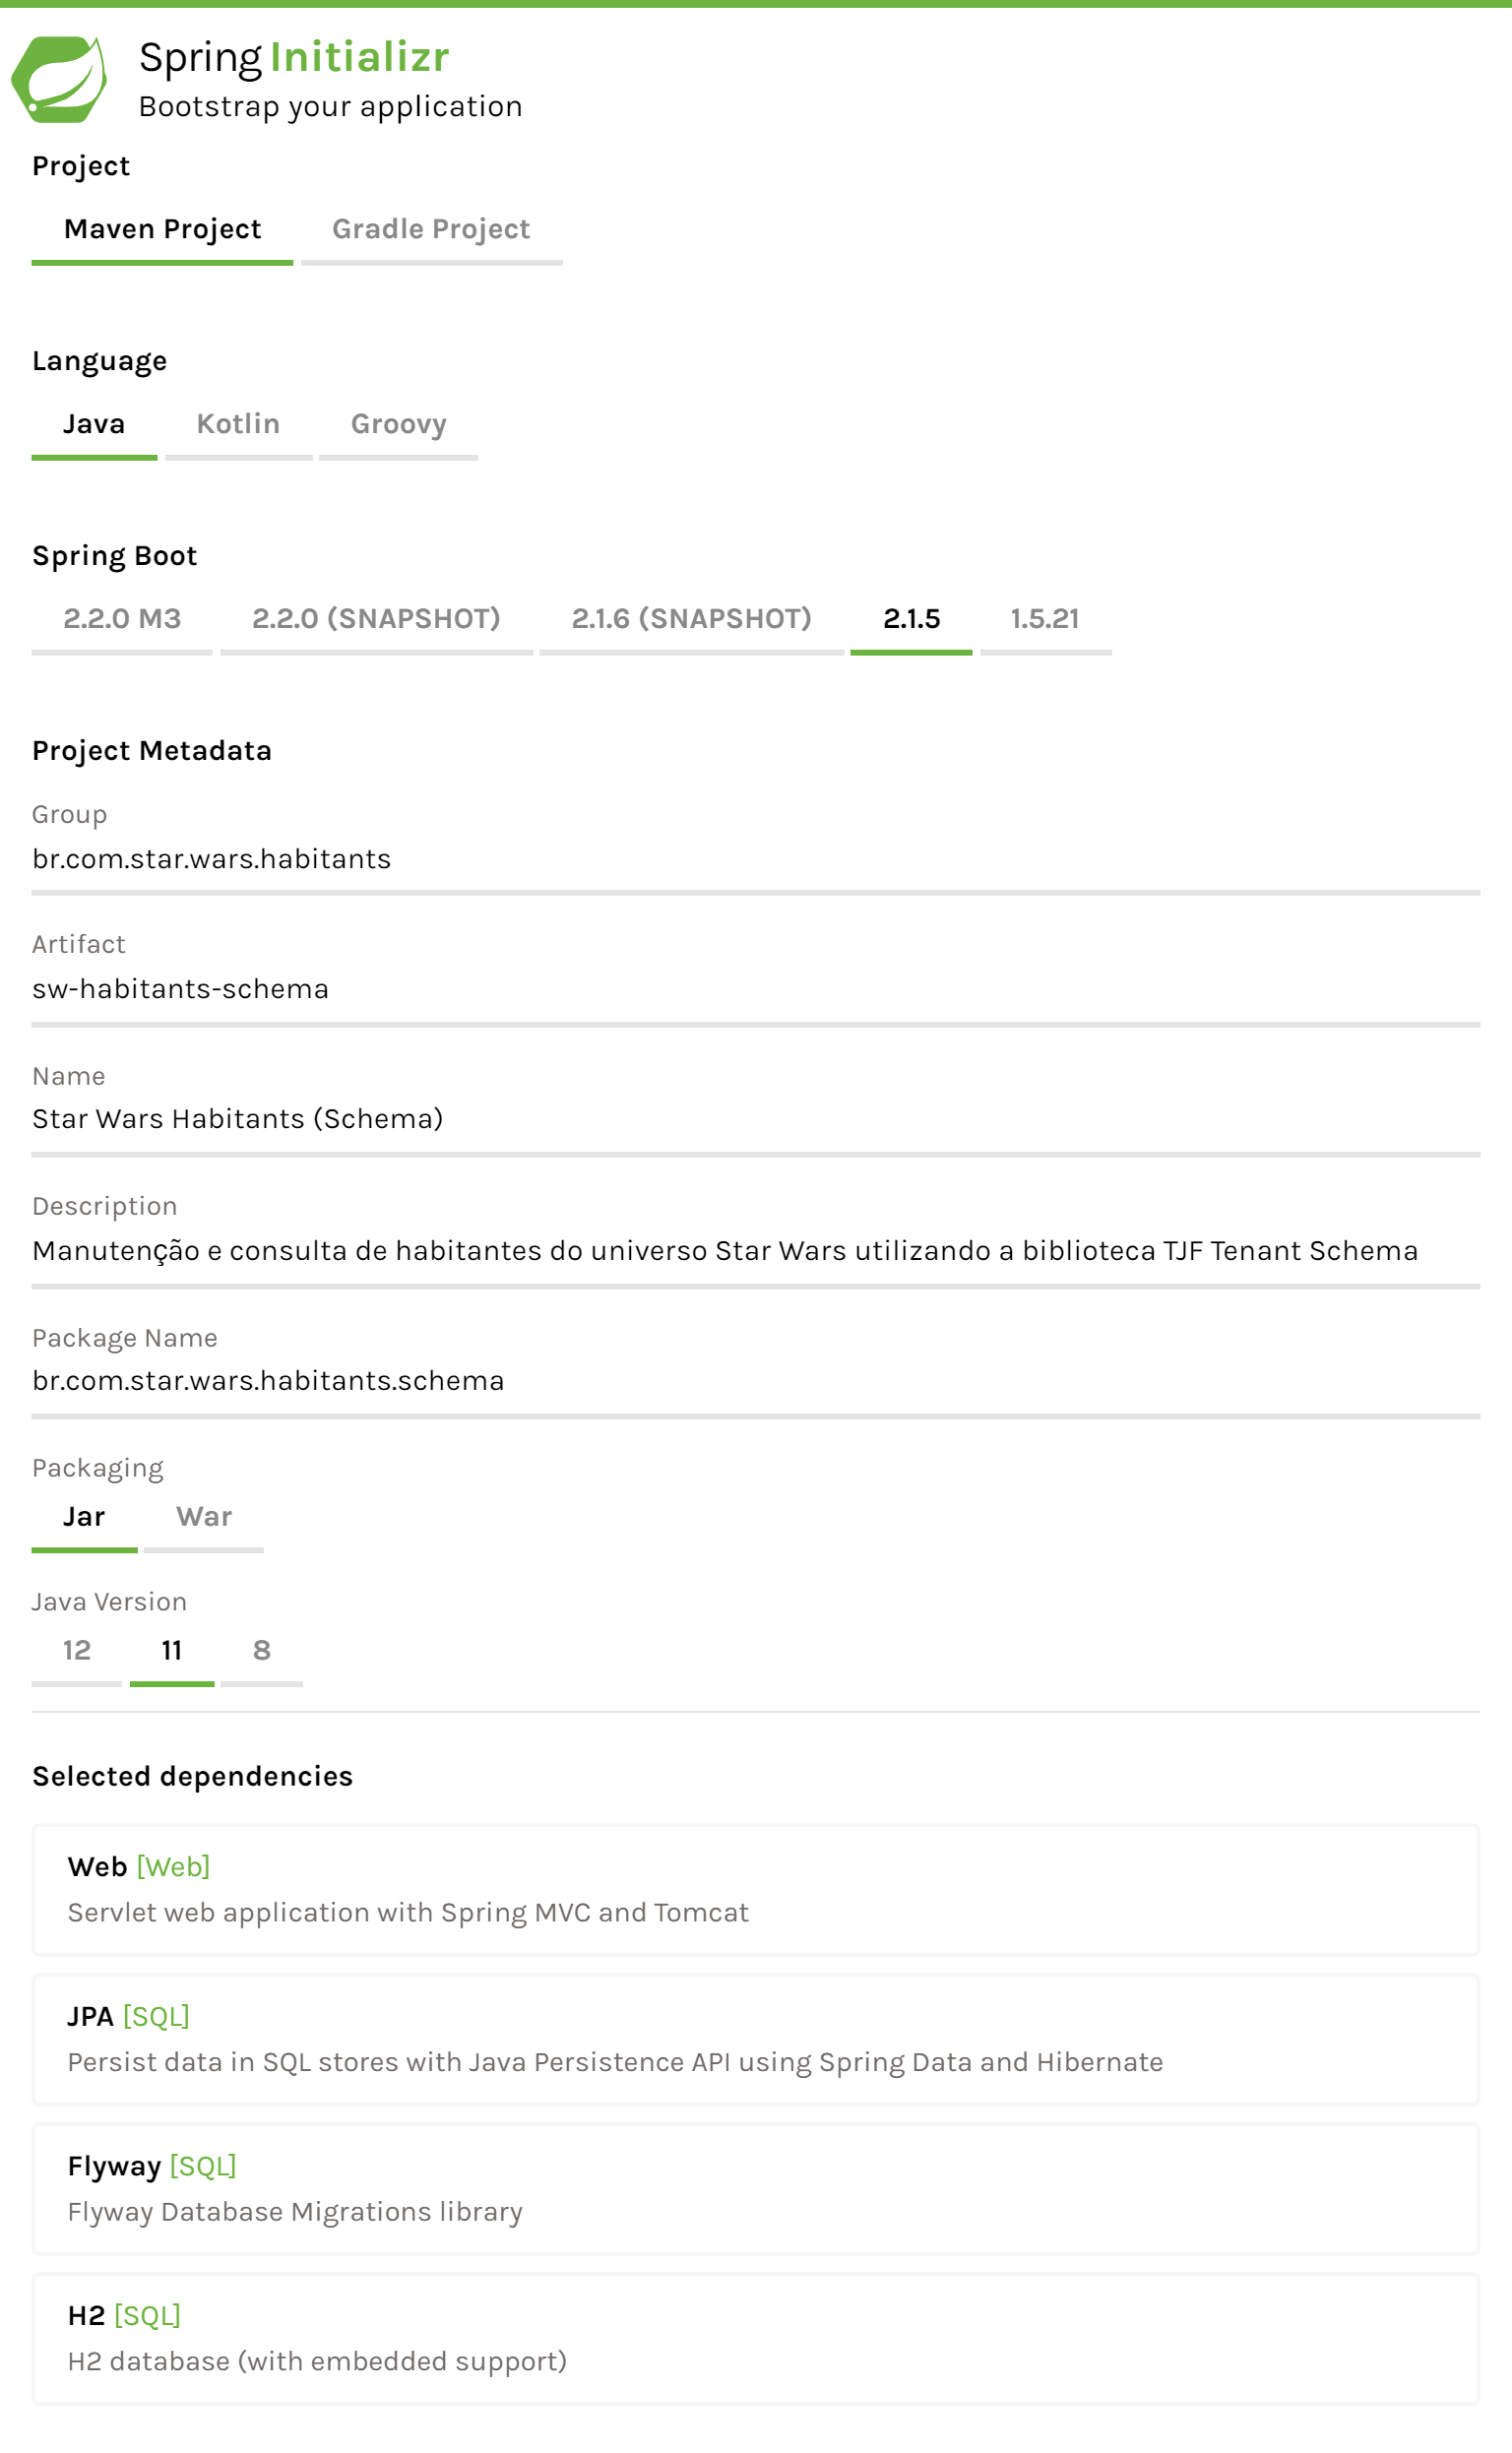 Spring Initializr
Bootstrap your application
Project
Maven Project Gradle Project
Language
Java Kotlin Groovy
Spring Boot
2.2.0 M3 2.2.0 (SNAPSHOT) 2.1.6 (SNAPSHOT) 2.1.5 1.5.21
Project Metadata
Group
br.com.star.wars.habitants
Artifact
sw-habitants-schema
Name
Star Wars Habitants (Schema)
Description
Manutenção e consulta de habitantes do universo Star Wars utilizando a biblioteca TJF Tenant Schema
Package Name
br.com.star.wars.habitants.schema
Packaging
Jar War
Java Version
12 11 8
Selected dependencies
Web [Web]
Servlet web application with Spring MVC and Tomcat
JPA [SQL]
Persist data in SQL stores with Java Persistence API using Spring Data and Hibernate
Flyway [SQL]
Flyway Database Migrations library
H2 [SQL]
H2 database (with embedded support)